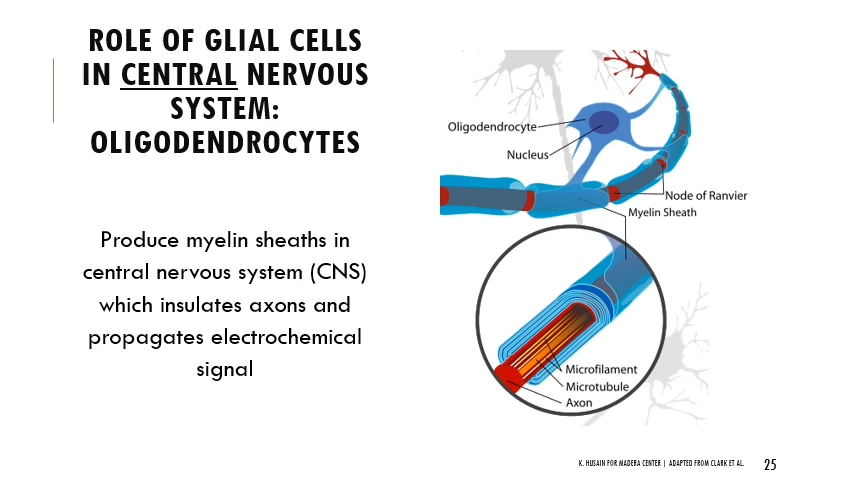 ROLE OF GLIAL CELLS
IN CENTRAL NERVOUS
SYSTEM:
OLIGODENDROCYTES
Produce myelin sheaths in
central nervous system (CNS)
which insulates axons and
propagates electrochemical
signal
Oligodendrocyte
Nucleus
Node of Ranvier
Myelin Sheath
Microfilament
Microtubule
Axon
K. HUSAIN FOR MADERA CENTER | ADAPTED FROM CLARK ET AL.
25